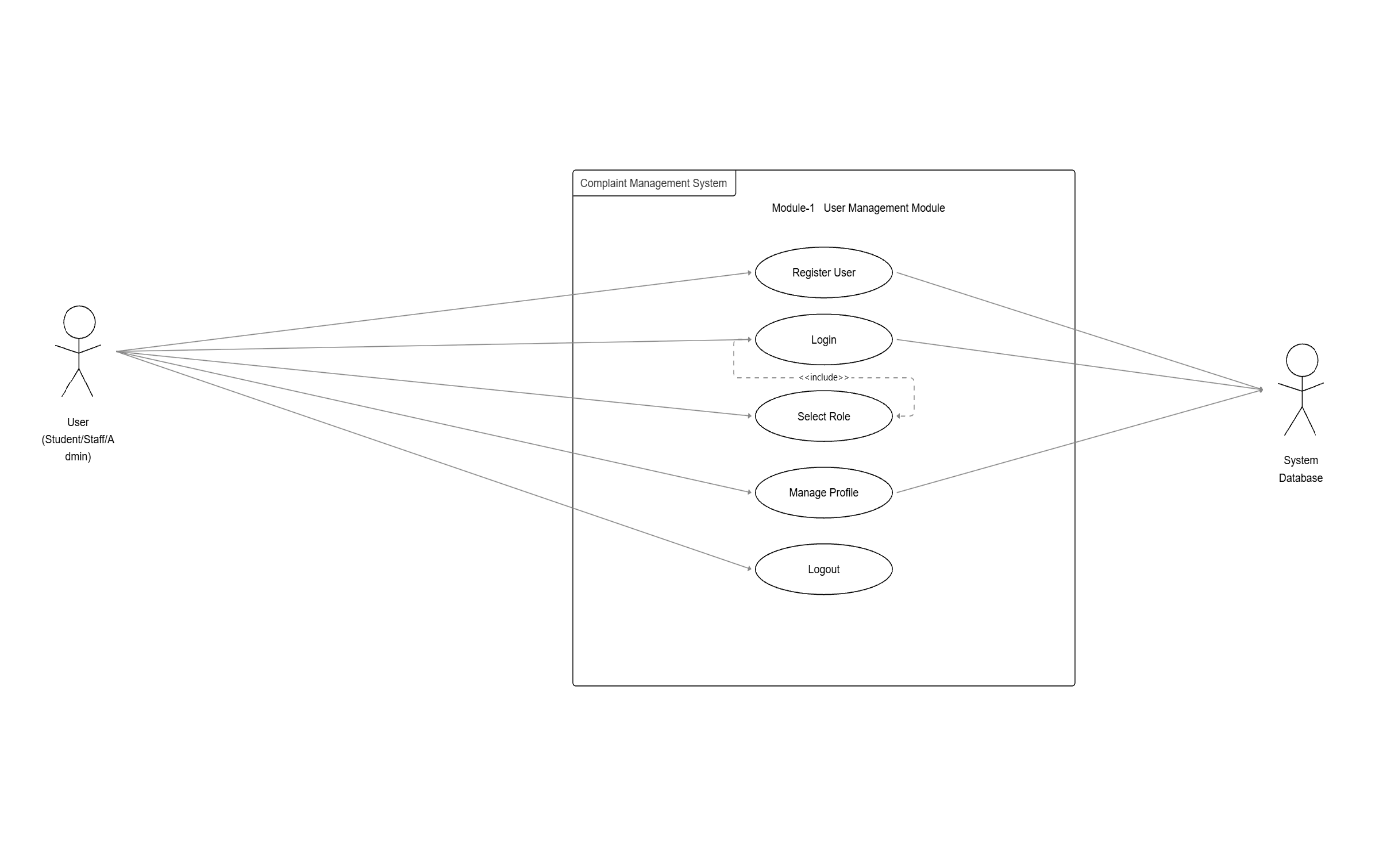 Complaint Management System
Module-1 User Management Module
Register User
Login
<<include>>
Select Role
Manage Profile
Logout
User
(Student/Staff/A
dmin)
System
Database